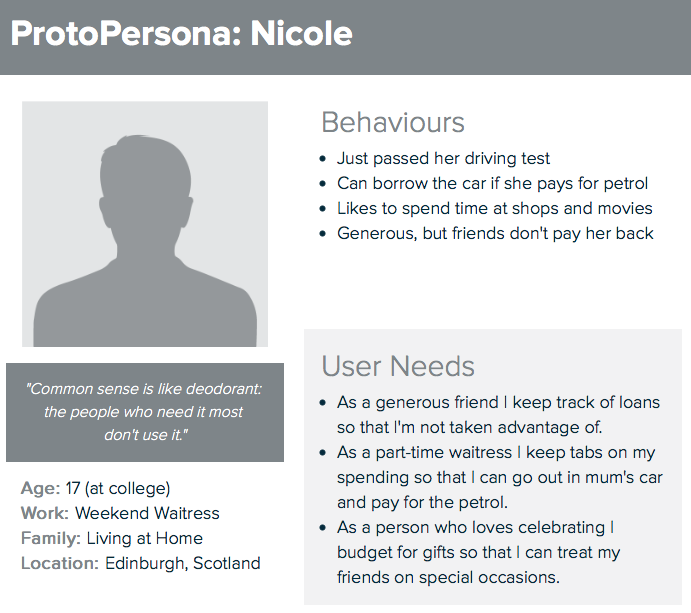 ProtoPersona: Nicole
Behaviours
• Just passed her driving test
• Can borrow the car if she pays for petrol
• Likes to spend time at shops and movies
• Generous, but friends don't pay her back
"Common sense is like deodorant:
the people who need it most
don't use it."
Age: 17 (at college)
Work: Weekend Waitress
Family: Living at Home
Location: Edinburgh, Scotland
User Needs
• As a generous friend I keep track of loans
so that I'm not taken advantage of.
• As a part-time waitress I keep tabs on my
spending so that I can go out in mum's car
and pay for the petrol.
• As a person who loves celebrating I
budget for gifts so that I can treat my
friends on special occasions.